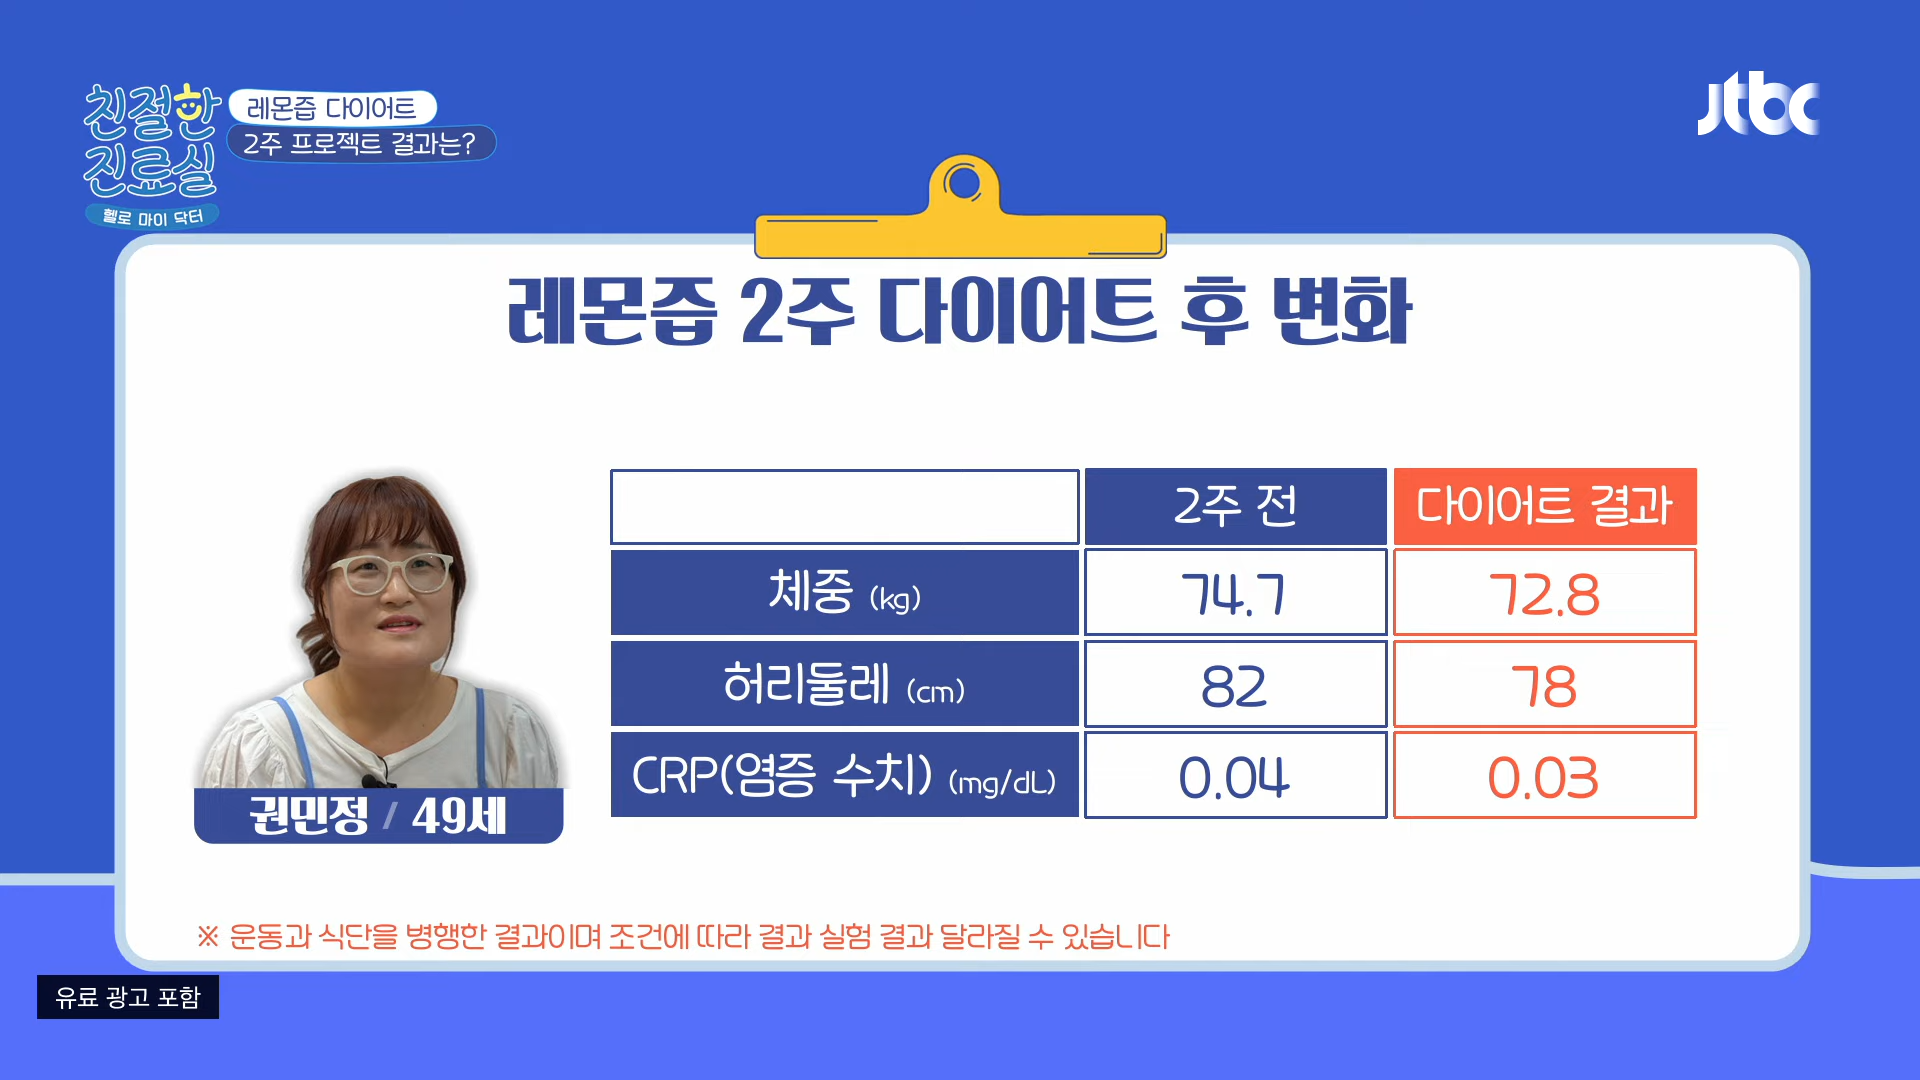 친절한
진료실
헬로 마이 닥터
레몬즙 다이어트
2주 프로젝트 결과는?
jtbc
레몬즙 2주 다이어트 후 변화
2주 전 다이어트 결과
체중 (kg) 74.7 72.8
허리둘레 (cm) 82 78
CRP(염증 수치) (mg/dL) 0.04 0.03
권민정 / 49세
※ 운동과 식단을 병행한 결과이며 조건에 따라 결과 실험 결과 달라질 수 있습니다
유료 광고 포함